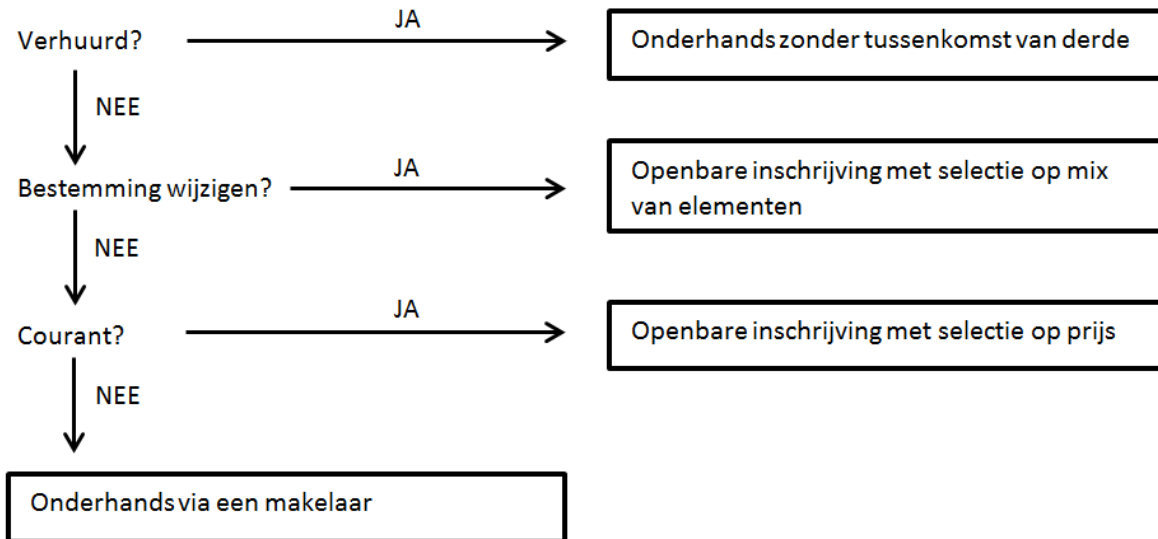 JA
Verhuurd?
Onderhands zonder tussenkomst van derde
NEE
JA
Bestemming wijzigen?
Openbare inschrijving met selectie op mix
van elementen
NEE
JA
Courant?
Openbare inschrijving met selectie op prijs
NEE
Onderhands via een makelaar